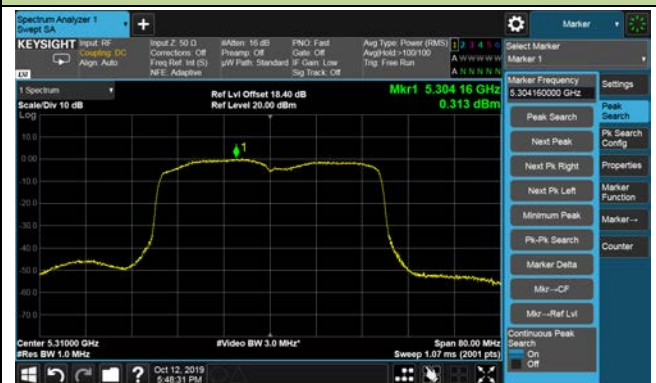 Spectrum Analyzer 1
Swept SA
+
Marker
KEYSIGHT Input: RF
Coupling: DC
Align: Auto
Input Z: 50 Ω
Corrections: Off
Freq Ref: Int (S)
NFE: Adaptive
#Atten: 16 dB
Preamp: Off
µW Path: Standard
PNO: Fast
Gate: Off
IF Gain: Low
Sig Track: Off
Avg Type: Power (RMS)
Avg|Hold:>100/100
Trig: Free Run
1 2 3 4 5 6
A W W W W W
A N N N N N
LXI
Select Marker
Marker 1
1 Spectrum
Scale/Div 10 dB
Log
Ref Lvl Offset 18.40 dB
Ref Level 20.00 dBm
Mkr1 5.304 16 GHz
0.313 dBm
Marker Frequency
5.304160000 GHz
Settings
Peak Search
Peak
Search
Next Peak
Pk Search
Config
Next Pk Right
Properties
Next Pk Left
Marker
Function
Minimum Peak
Marker→
Pk-Pk Search
Counter
Marker Delta
Mkr→CF
Mkr→Ref Lvl
Continuous Peak
Search
On
Off
10.0
0.00
-10.0
-20.0
-30.0
-40.0
-50.0
-60.0
-70.0
1
Center 5.31000 GHz
#Res BW 1.0 MHz
#Video BW 3.0 MHz*
Span 80.00 MHz
Sweep 1.07 ms (2001 pts)
?
Oct 12, 2019
5:48:31 PM